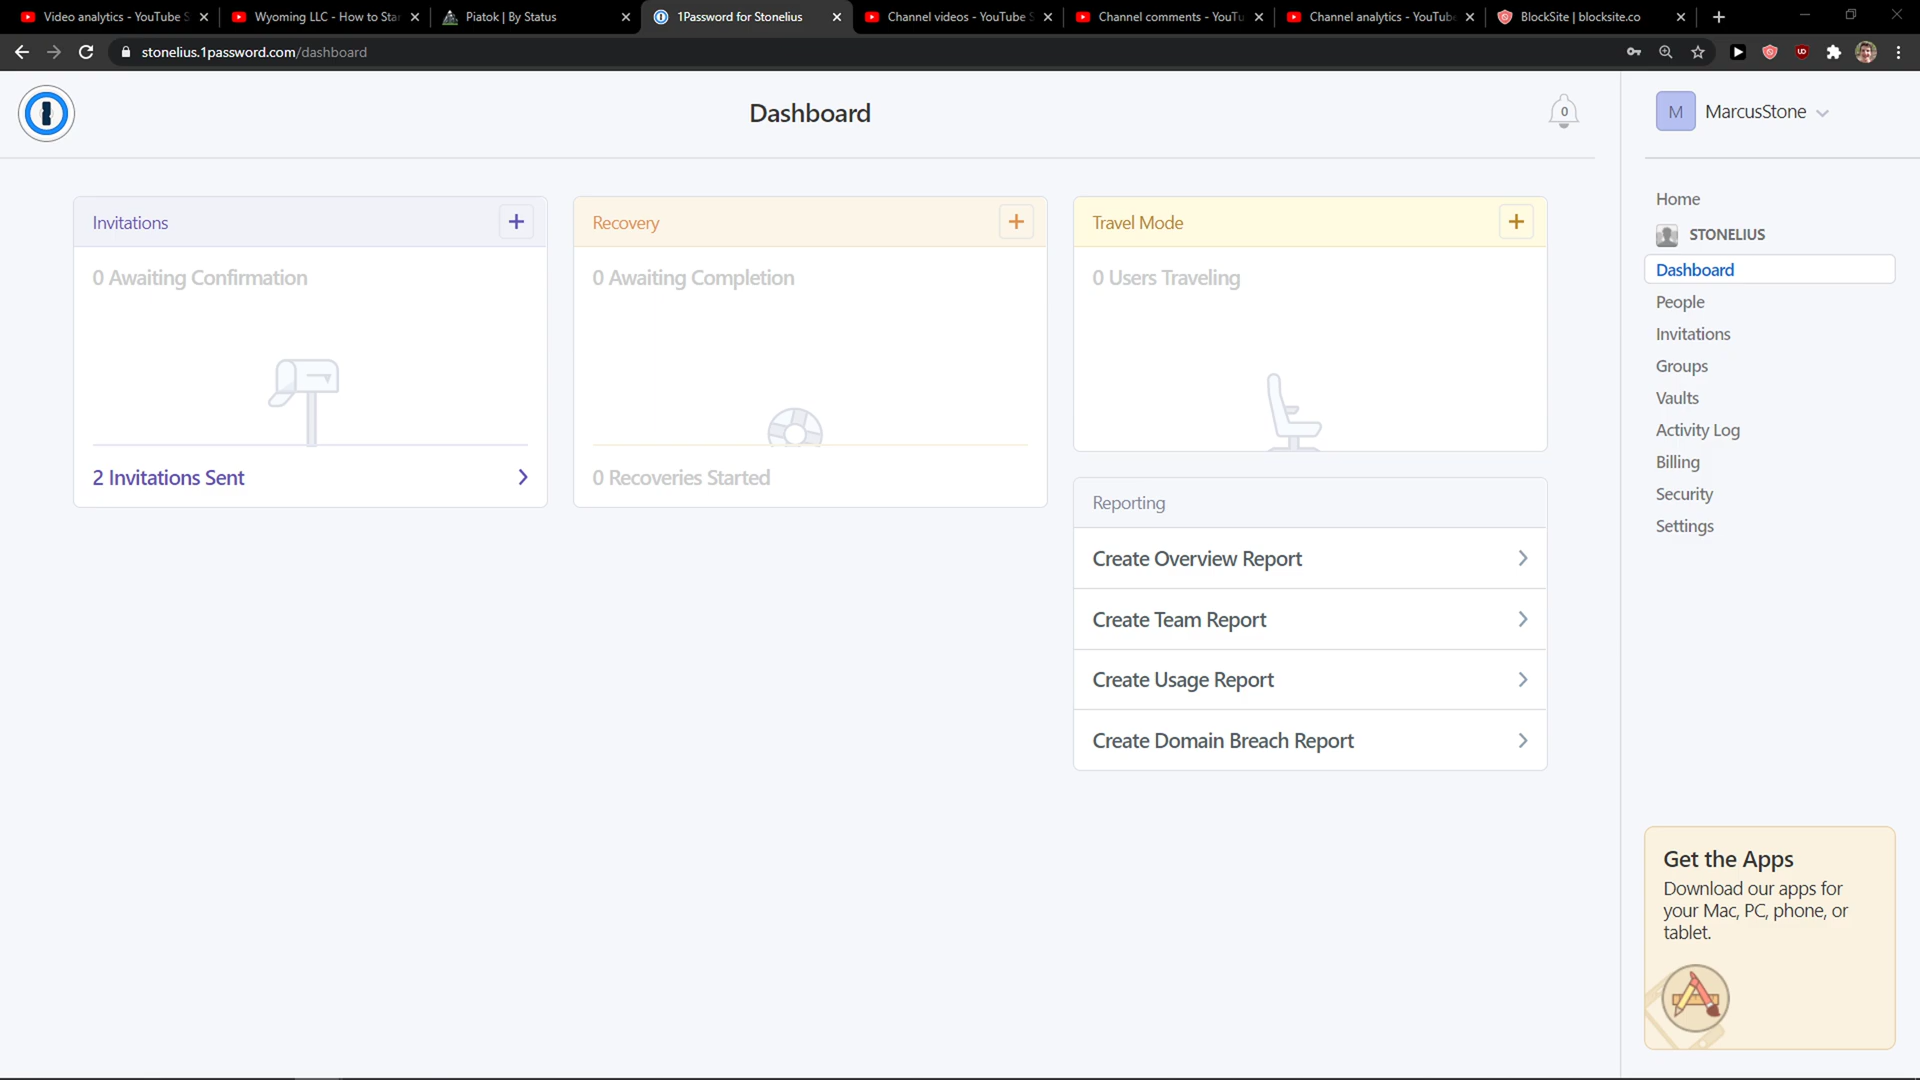 Video analytics - YouTube S
Wyoming LLC - How to Star
Piatok | By Status
1Password for Stonelius
Channel videos - YouTube S
Channel comments - YouTu
Channel analytics - YouTube
BlockSite | blocksite.co
stonelius.1password.com/dashboard
Dashboard
0
M
MarcusStone
Invitations
0 Awaiting Confirmation
2 Invitations Sent
Recovery
0 Awaiting Completion
0 Recoveries Started
Travel Mode
0 Users Traveling
Reporting
Create Overview Report
Create Team Report
Create Usage Report
Create Domain Breach Report
Home
STONELIUS
Dashboard
People
Invitations
Groups
Vaults
Activity Log
Billing
Security
Settings
Get the Apps
Download our apps for
your Mac, PC, phone, or
tablet.